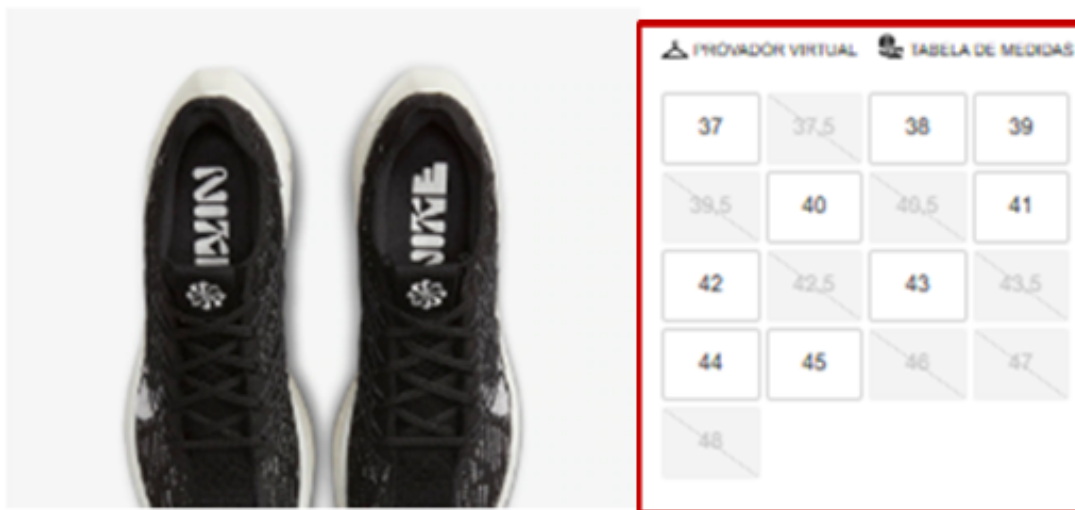 PROVADOR VIRTUAL TABELA DE MEDIDAS
37 37,5 38 39
39,5 40 40,5 41
42 42,5 43 43,5
44 45 46 47
48
NIKE NIKE